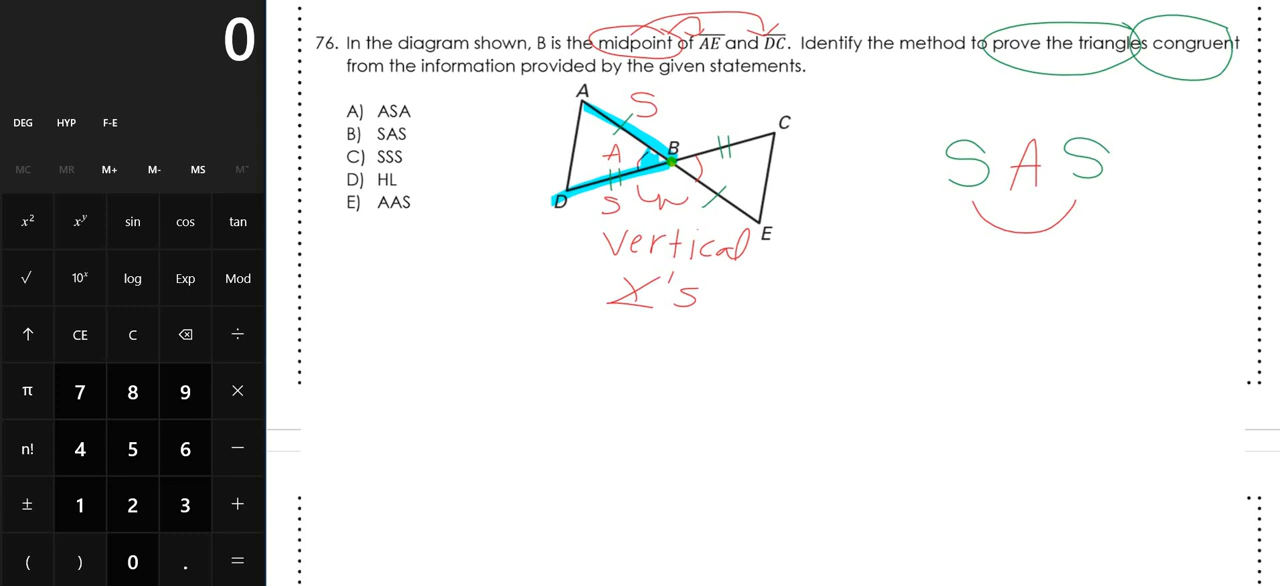 0
DEG HYP F-E
MC MR M+ M- MS M˅
x² xʸ sin cos tan
√ 10ˣ log Exp Mod
↑ CE C ⌫ ÷
π 7 8 9 ×
n! 4 5 6 −
± 1 2 3 +
( ) 0 . =
76. In the diagram shown, B is the midpoint of AE and DC. Identify the method to prove the triangles congruent
from the information provided by the given statements.
A) ASA
B) SAS
C) SSS
D) HL
E) AAS
A
S
C
B
A
D
S
E
vertical
∠'s
S A S